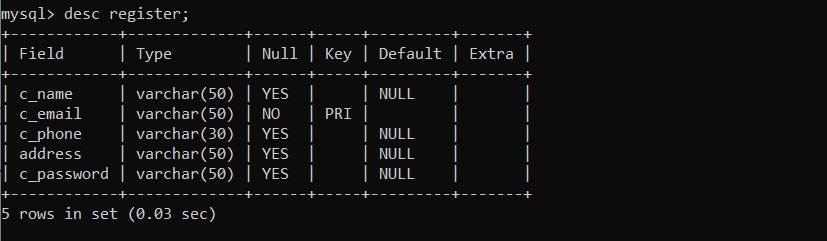 mysql> desc register;
+------------+-------------+------+-----+---------+-------+
| Field      | Type        | Null | Key | Default | Extra |
+------------+-------------+------+-----+---------+-------+
| c_name     | varchar(50) | YES  |     | NULL    |       |
| c_email    | varchar(50) | NO   | PRI |         |       |
| c_phone    | varchar(30) | YES  |     | NULL    |       |
| address    | varchar(50) | YES  |     | NULL    |       |
| c_password | varchar(50) | YES  |     | NULL    |       |
+------------+-------------+------+-----+---------+-------+
5 rows in set (0.03 sec)